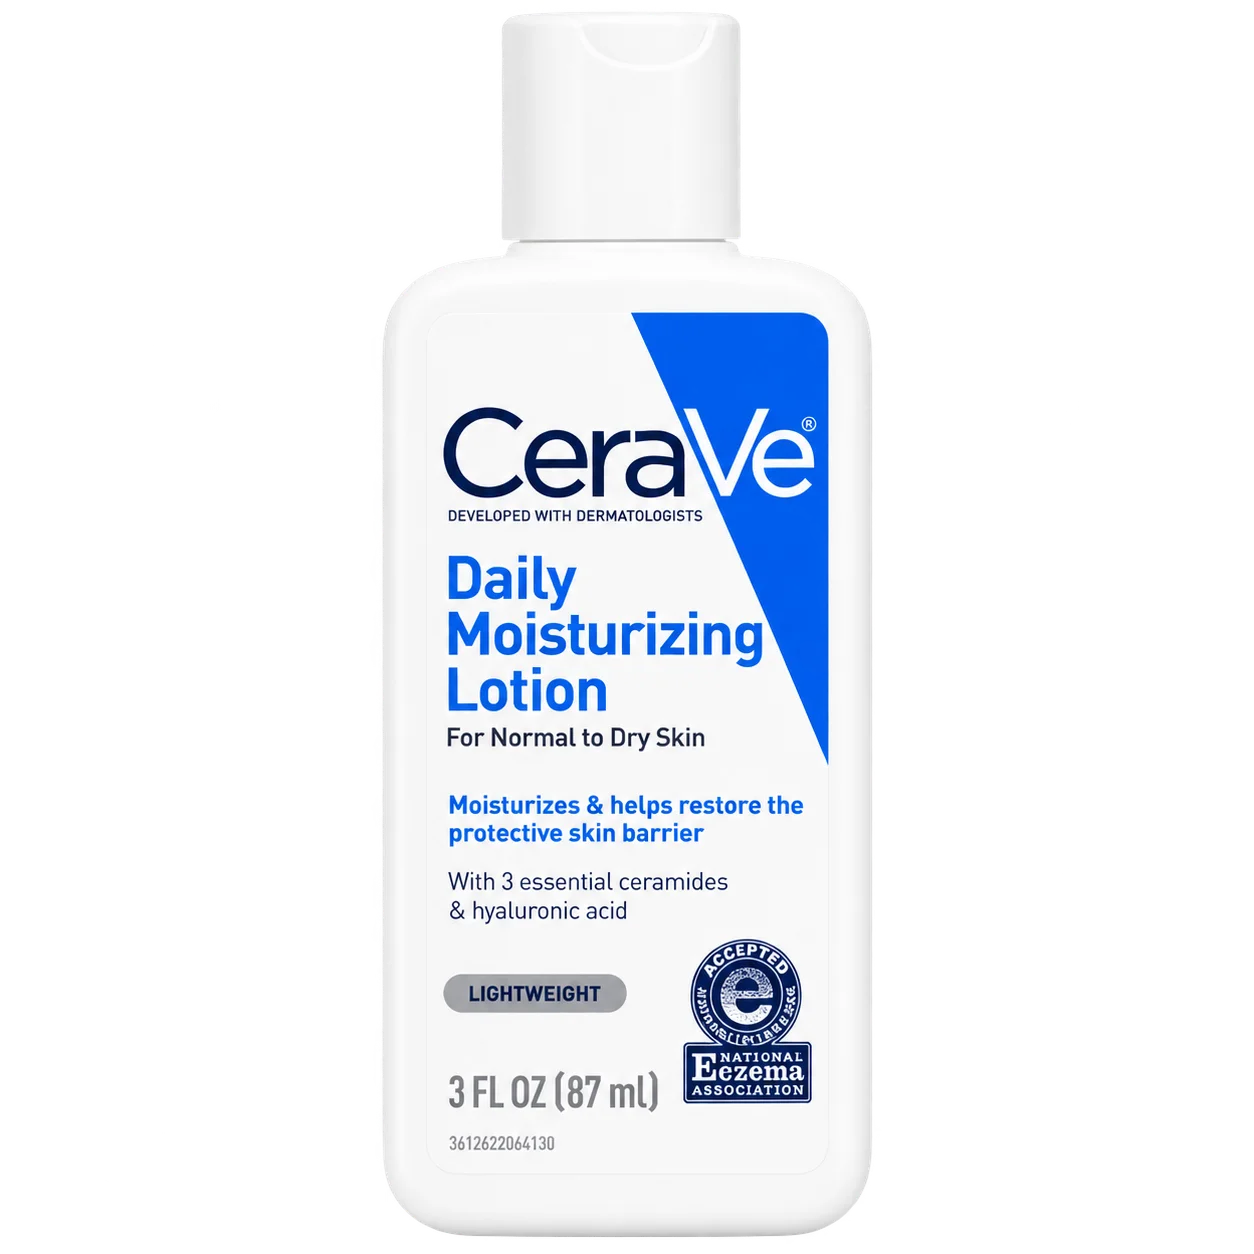 CeraVe®
DEVELOPED WITH DERMATOLOGISTS
Daily
Moisturizing
Lotion
For Normal to Dry Skin
Moisturizes & helps restore the
protective skin barrier
With 3 essential ceramides
& hyaluronic acid
LIGHTWEIGHT
ACCEPTED
e
NATIONAL
Eczema
ASSOCIATION
3 FL OZ (87 ml)
3612622064130